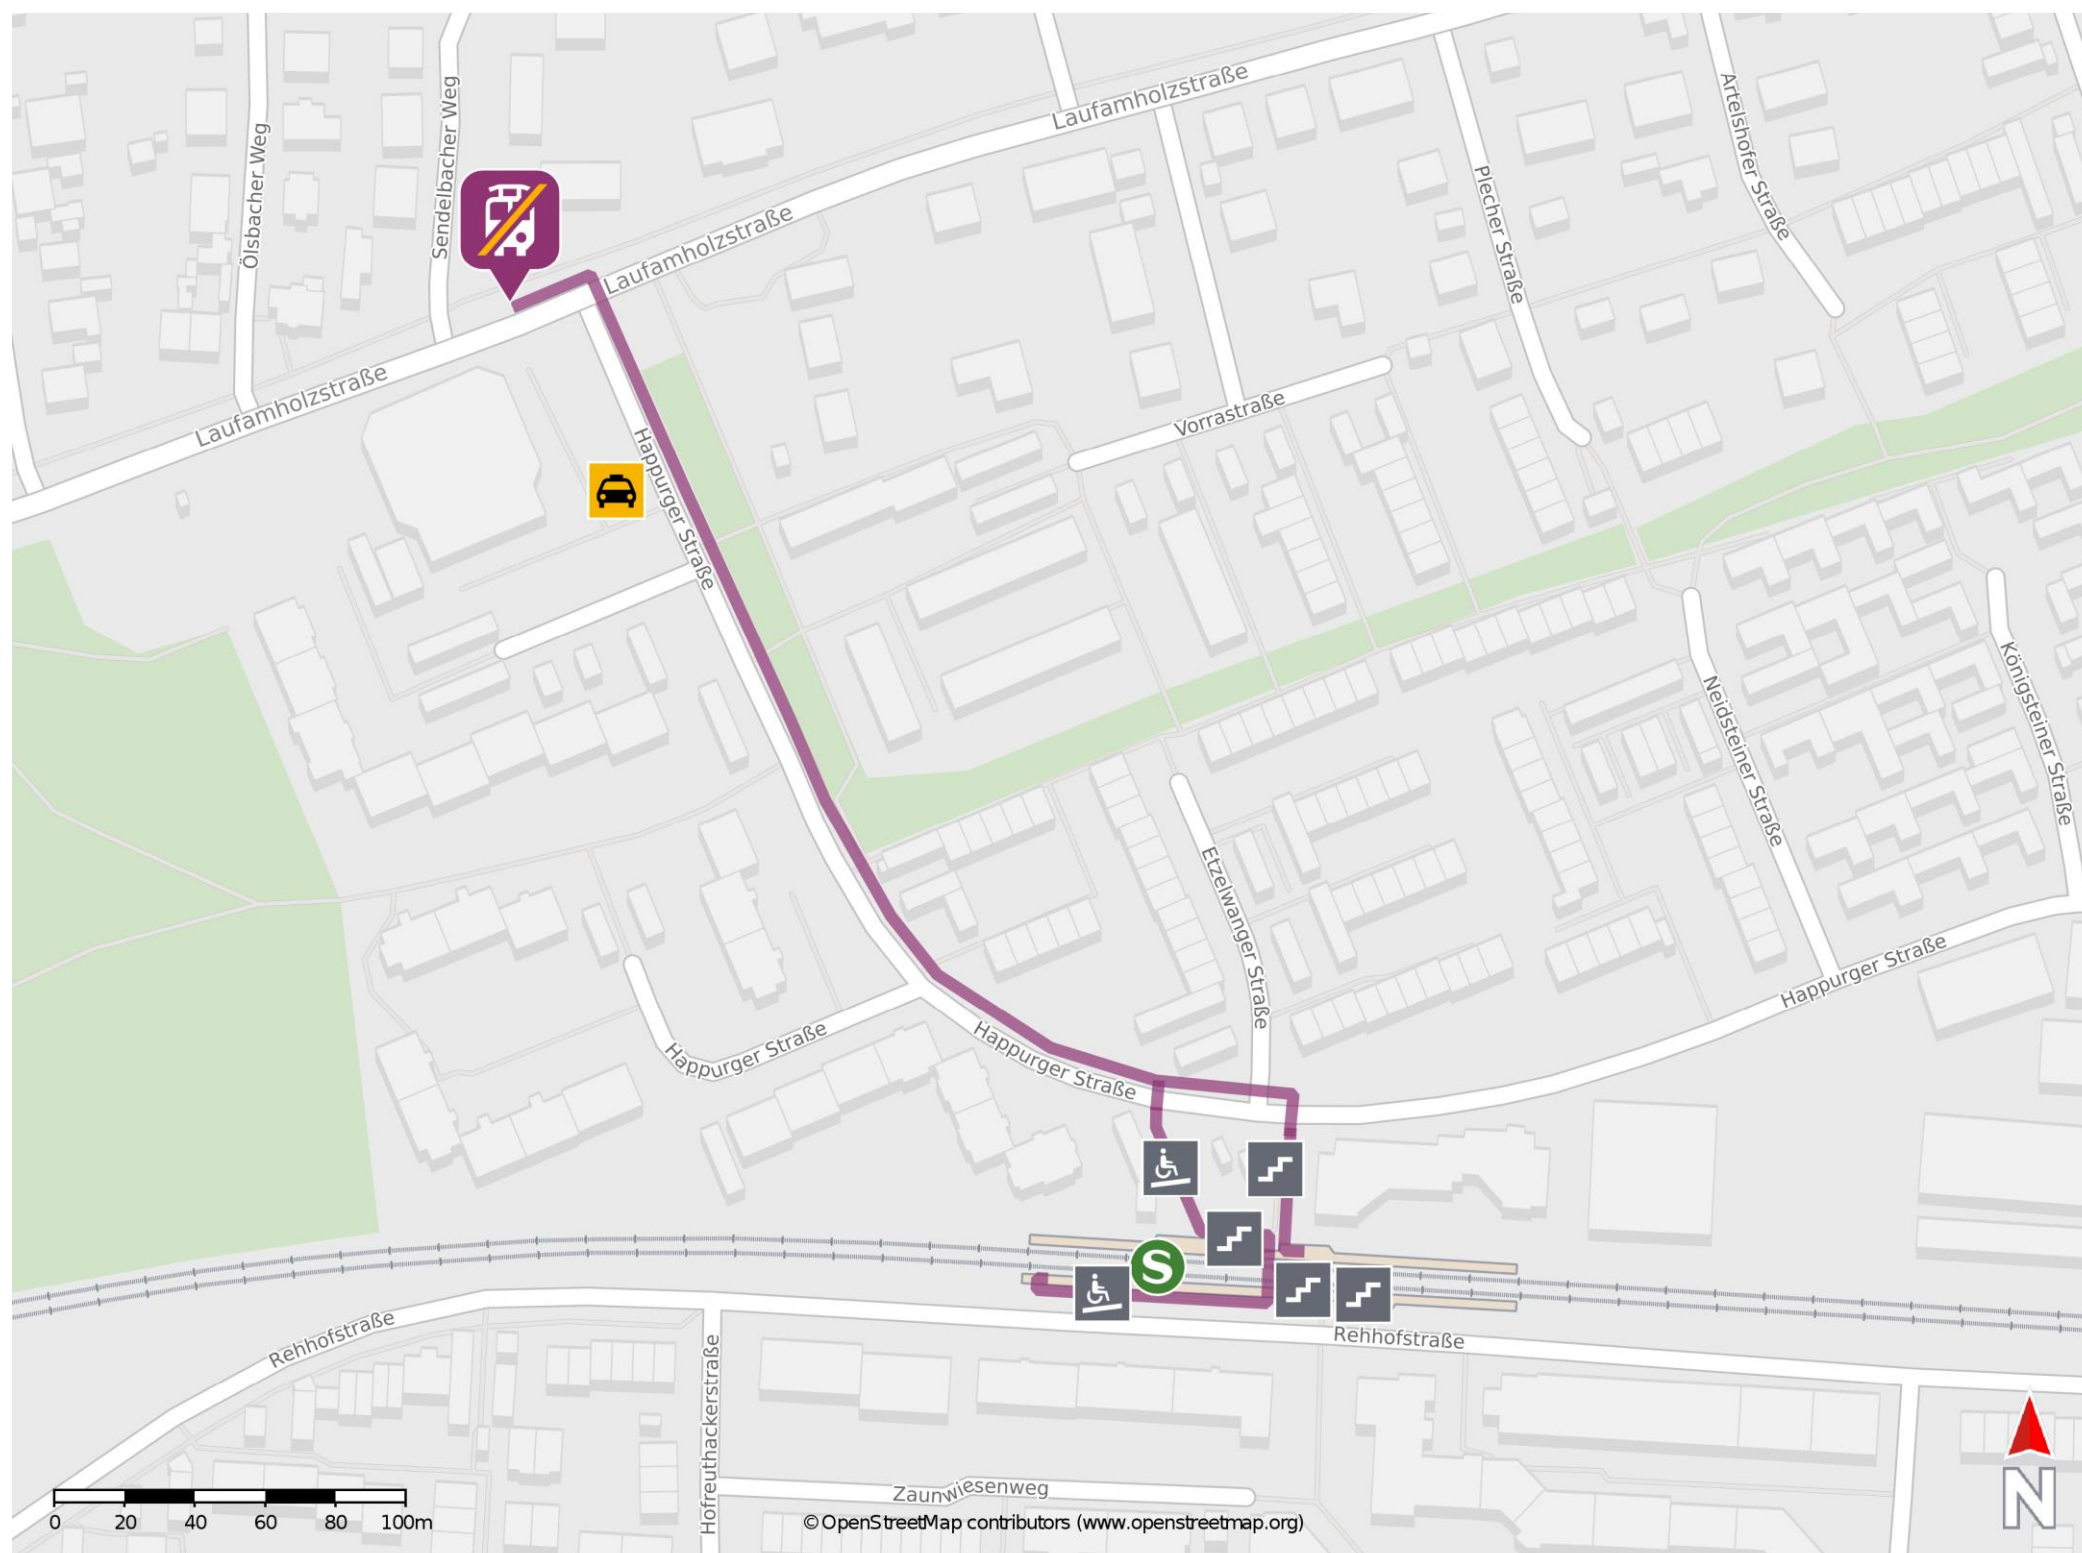 Laufamholzstraße
Sendelbacher Weg
Ölsbacher Weg
Artelshofer Straße
Plecher Straße
Laufamholzstraße
Laufamholzstraße
Vorrastraße
Happurger Straße
Königsteiner Straße
Neidsteiner Straße
Etzelwanger Straße
Happurger Straße
Happurger Straße
Happurger Straße
S
Rehhofstraße
Rehhofstraße
Hofreuthackerstraße
Zaunwiesenweg
N
0 20 40 60 80 100m
© OpenStreetMap contributors (www.openstreetmap.org)